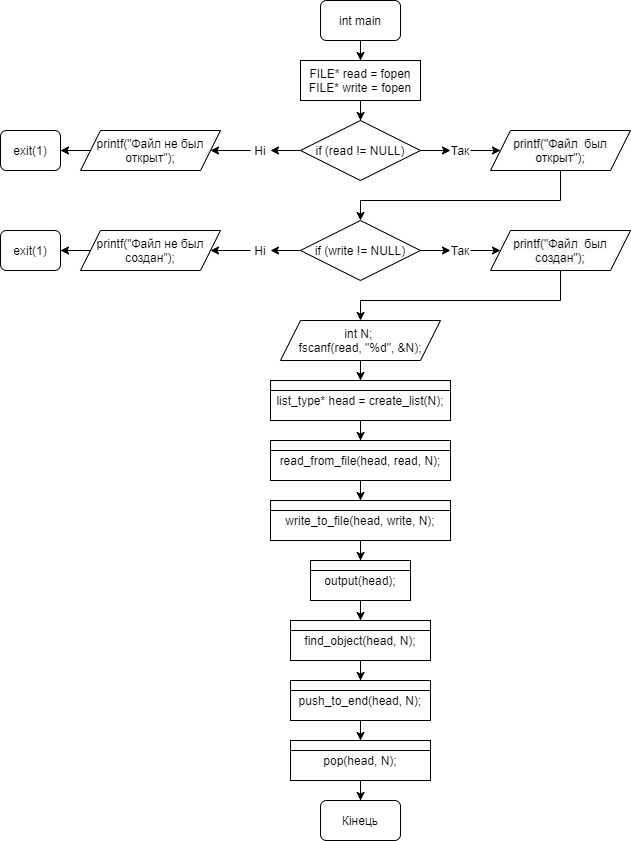 int main
FILE* read = fopen
FILE* write = fopen
exit(1)
printf("Файл не был
открыт");
Ні
if (read != NULL)
Так
printf("Файл  был
открыт");
exit(1)
printf("Файл не был
создан");
Ні
if (write != NULL)
Так
printf("Файл  был
создан");
int N;
fscanf(read, "%d", &N);
list_type* head = create_list(N);
read_from_file(head, read, N);
write_to_file(head, write, N);
output(head);
find_object(head, N);
push_to_end(head, N);
pop(head, N);
Кінець